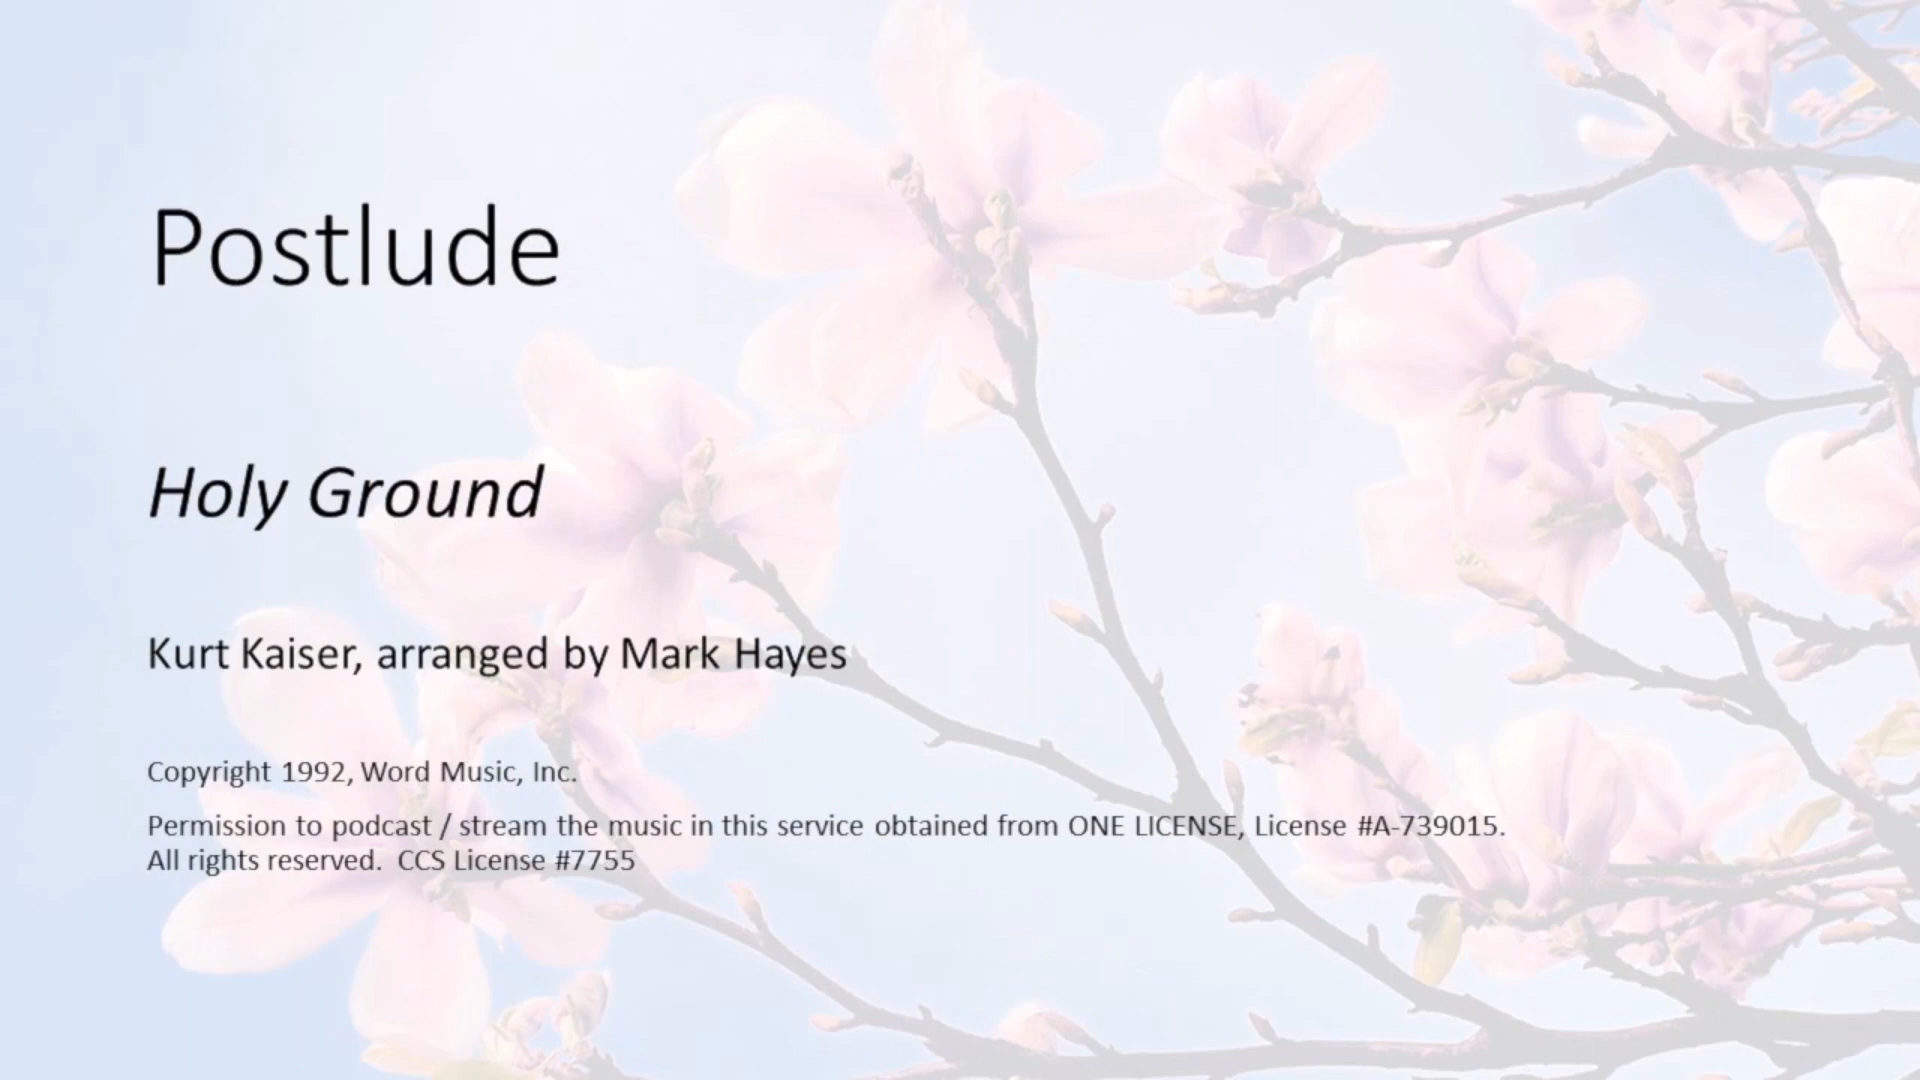 Postlude
Holy Ground
Kurt Kaiser, arranged by Mark Hayes
Copyright 1992, Word Music, Inc.
Permission to podcast / stream the music in this service obtained from ONE LICENSE, License #A-739015.
All rights reserved.  CCS License #7755